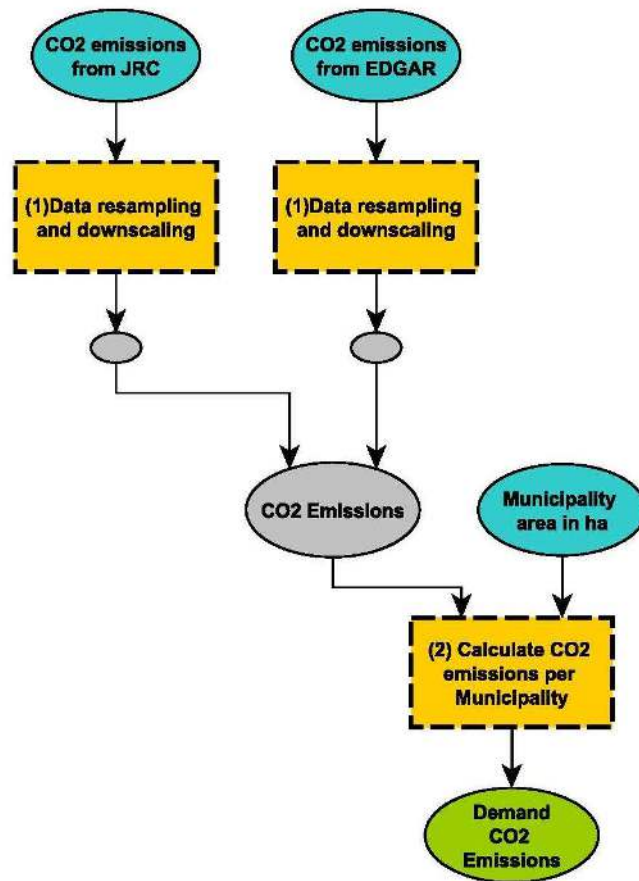 CO2 emissions
from JRC
CO2 emissions
from EDGAR
(1)Data resampling
and downscaling
(1)Data resampling
and downscaling
CO2 Emissions
Municipality
area in ha
(2) Calculate CO2
emissions per
Municipality
Demand
CO2
Emissions